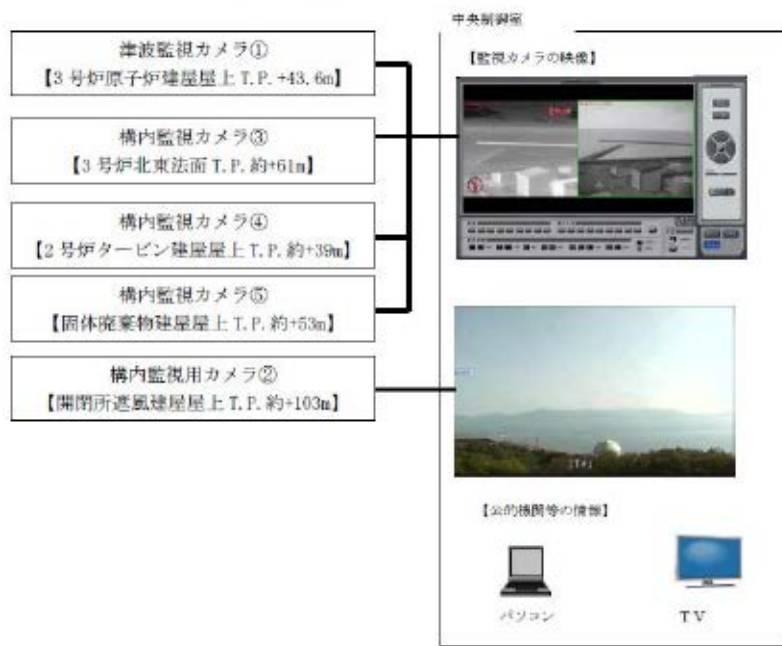 中央制御室
津波監視カメラ①
【3号炉原子炉建屋屋上 T.P.+43.6m】
構内監視カメラ③
【3号炉北東法面 T.P.約+61m】
構内監視カメラ④
【2号炉タービン建屋屋上 T.P.約+39m】
構内監視カメラ⑤
【固体廃棄物建屋屋上 T.P.約+53m】
構内監視用カメラ②
【開閉所遮風建屋屋上 T.P.約+103m】
【監視カメラの映像】
【公的機関等の情報】
パソコン
TV